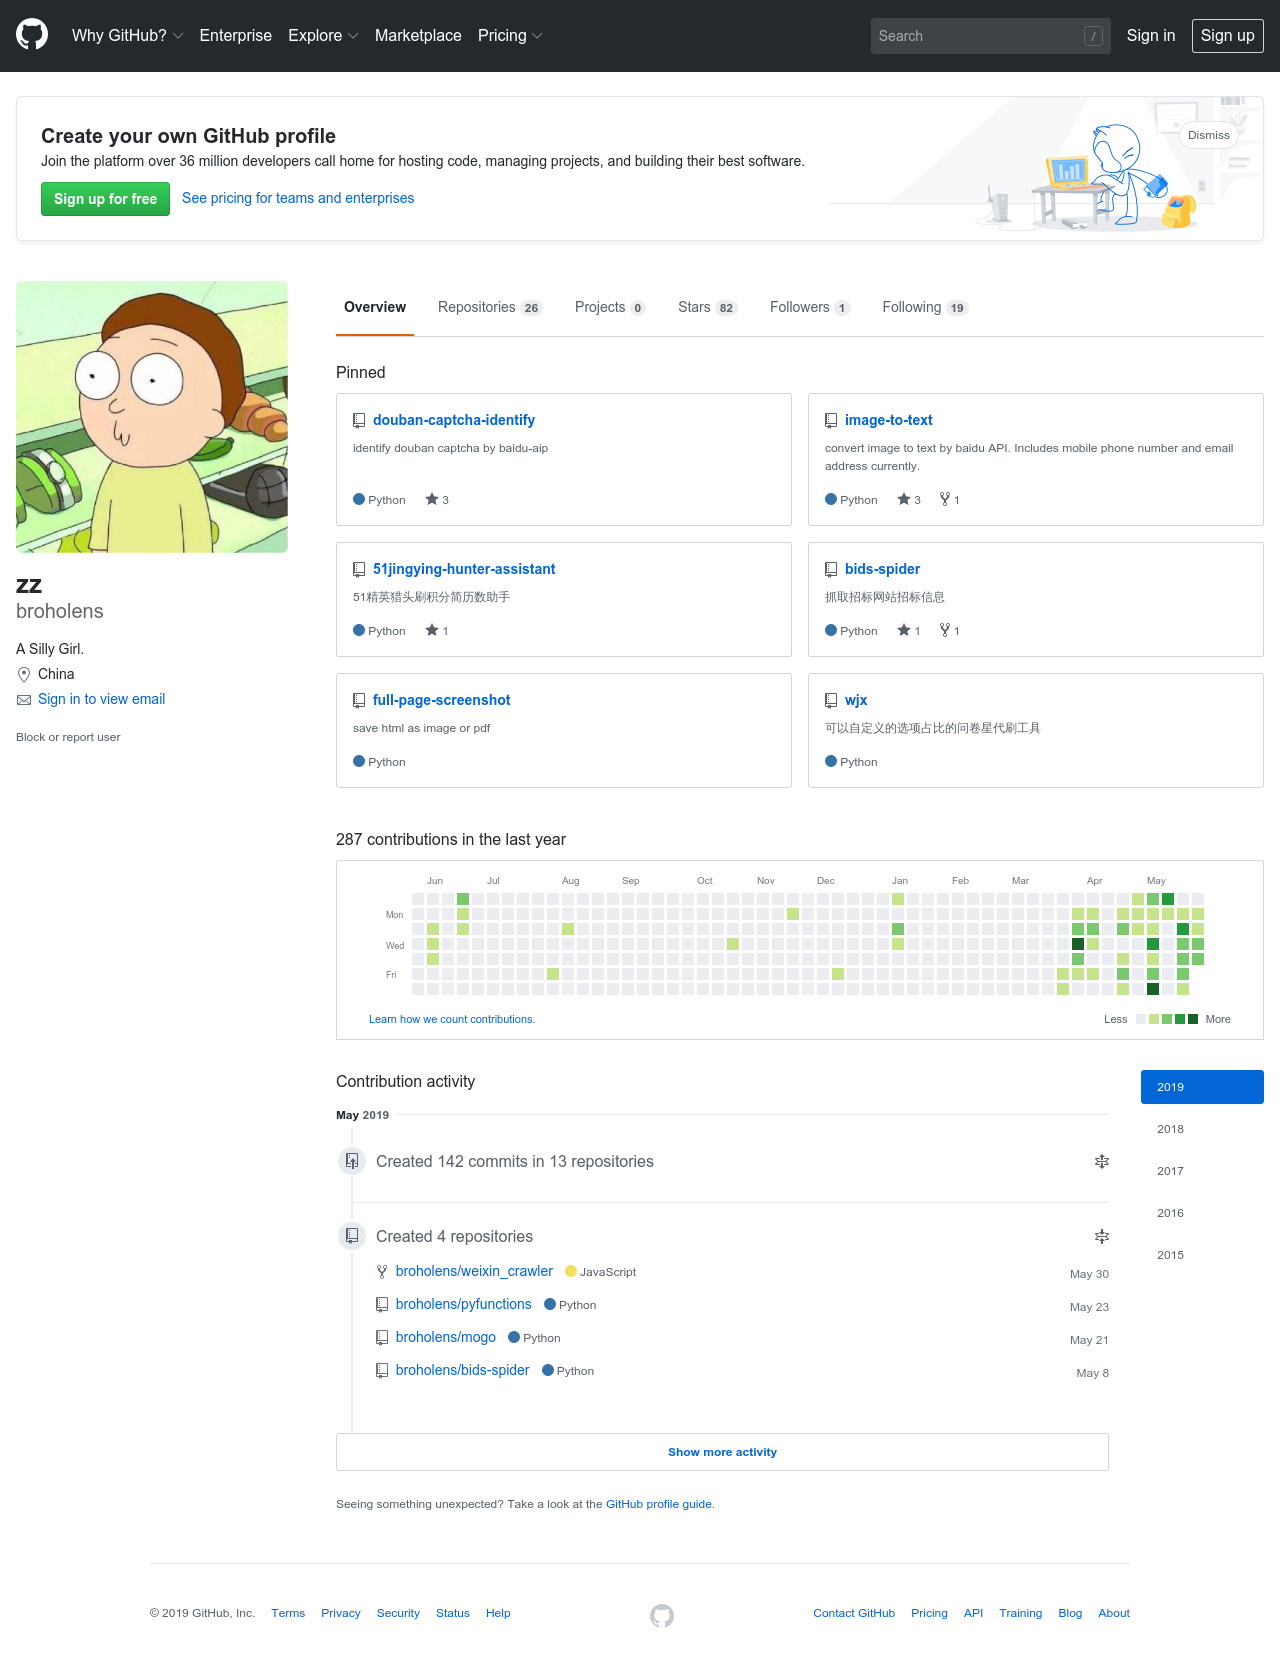 Why GitHub? Enterprise Explore Marketplace Pricing Search / Sign in Sign up
Create your own GitHub profile
Join the platform over 36 million developers call home for hosting code, managing projects, and building their best software.
Sign up for free See pricing for teams and enterprises
Dismiss
zz
broholens
A Silly Girl.
China
Sign in to view email
Block or report user
Overview Repositories 26 Projects 0 Stars 82 Followers 1 Following 19
Pinned
douban-captcha-identify
identify douban captcha by baidu-aip
Python 3
image-to-text
convert image to text by baidu API. Includes mobile phone number and email
address currently.
Python 3 1
51jingying-hunter-assistant
51精英猎头刷积分简历数助手
Python 1
bids-spider
抓取招标网站招标信息
Python 1 1
full-page-screenshot
save html as image or pdf
Python
wjx
可以自定义的选项占比的问卷星代刷工具
Python
287 contributions in the last year
Jun Jul Aug Sep Oct Nov Dec Jan Feb Mar Apr May
Mon
Wed
Fri
Learn how we count contributions. Less More
Contribution activity
2019
2018
2017
2016
2015
May 2019
Created 142 commits in 13 repositories
Created 4 repositories
broholens/weixin_crawler JavaScript May 30
broholens/pyfunctions Python May 23
broholens/mogo Python May 21
broholens/bids-spider Python May 8
Show more activity
Seeing something unexpected? Take a look at the GitHub profile guide.
© 2019 GitHub, Inc. Terms Privacy Security Status Help Contact GitHub Pricing API Training Blog About